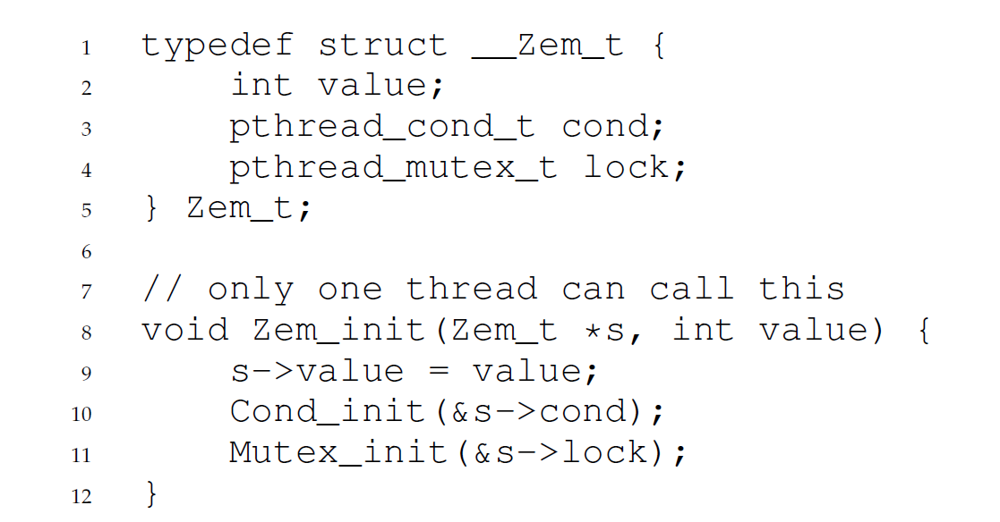 1 typedef struct __Zem_t {
2 int value;
3 pthread_cond_t cond;
4 pthread_mutex_t lock;
5 } Zem_t;
6
7 // only one thread can call this
8 void Zem_init(Zem_t *s, int value) {
9 s->value = value;
10 Cond_init(&s->cond);
11 Mutex_init(&s->lock);
12 }